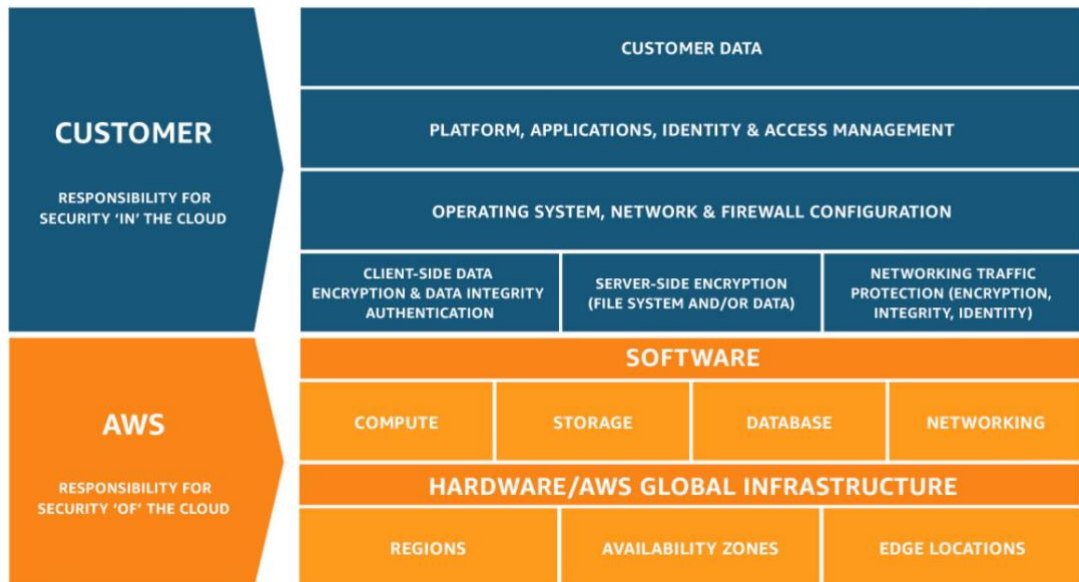 CUSTOMER
RESPONSIBILITY FOR
SECURITY ‘IN’ THE CLOUD
CUSTOMER DATA
PLATFORM, APPLICATIONS, IDENTITY & ACCESS MANAGEMENT
OPERATING SYSTEM, NETWORK & FIREWALL CONFIGURATION
CLIENT-SIDE DATA
ENCRYPTION & DATA INTEGRITY
AUTHENTICATION
SERVER-SIDE ENCRYPTION
(FILE SYSTEM AND/OR DATA)
NETWORKING TRAFFIC
PROTECTION (ENCRYPTION,
INTEGRITY, IDENTITY)
AWS
RESPONSIBILITY FOR
SECURITY ‘OF’ THE CLOUD
SOFTWARE
COMPUTE
STORAGE
DATABASE
NETWORKING
HARDWARE/AWS GLOBAL INFRASTRUCTURE
REGIONS
AVAILABILITY ZONES
EDGE LOCATIONS